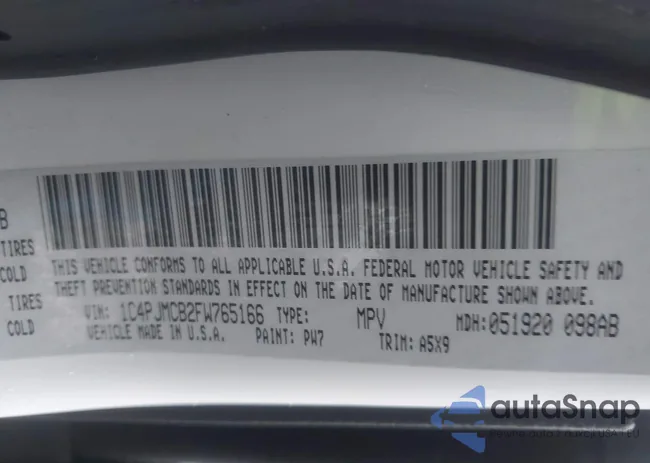 B
TIRES
COLD
TIRES
COLD
THIS VEHICLE CONFORMS TO ALL APPLICABLE U.S.A. FEDERAL MOTOR VEHICLE SAFETY AND
THEFT PREVENTION STANDARDS IN EFFECT ON THE DATE OF MANUFACTURE SHOWN ABOVE.
VIN: 1C4PJMCB2FW765166 TYPE: MPV MDH:051920 098AB
VEHICLE MADE IN U.S.A. PAINT: PW7 TRIM: A5X9
autoSnap